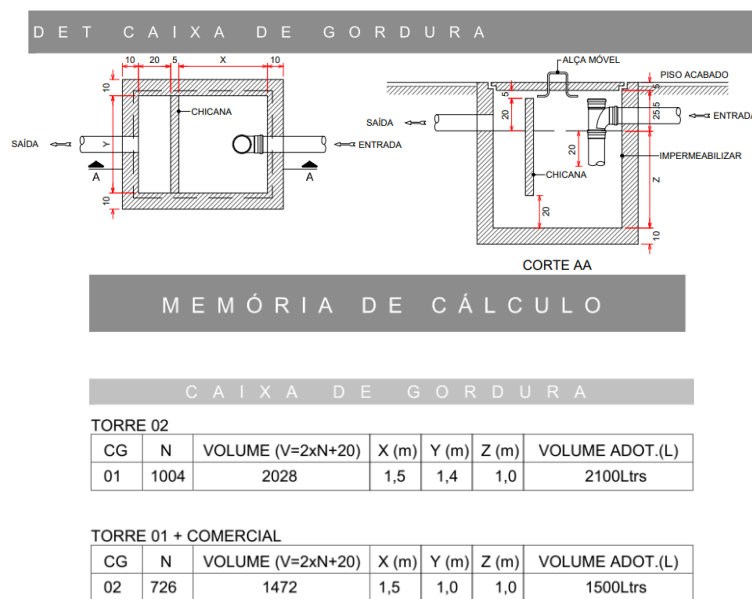 DET CAIXA DE GORDURA
10 20 5 X 10
10
Y
10
CHICANA
SAÍDA
ENTRADA
A
A
ALÇA MÓVEL
PISO ACABADO
5
20
SAÍDA
5
5
25
ENTRADA
20
IMPERMEABILIZAR
CHICANA
Z
20
10
CORTE AA
MEMÓRIA DE CÁLCULO
CAIXA DE GORDURA
TORRE 02
CG N VOLUME (V=2xN+20) X (m) Y (m) Z (m) VOLUME ADOT.(L)
01 1004 2028 1,5 1,4 1,0 2100Ltrs
TORRE 01 + COMERCIAL
CG N VOLUME (V=2xN+20) X (m) Y (m) Z (m) VOLUME ADOT.(L)
02 726 1472 1,5 1,0 1,0 1500Ltrs